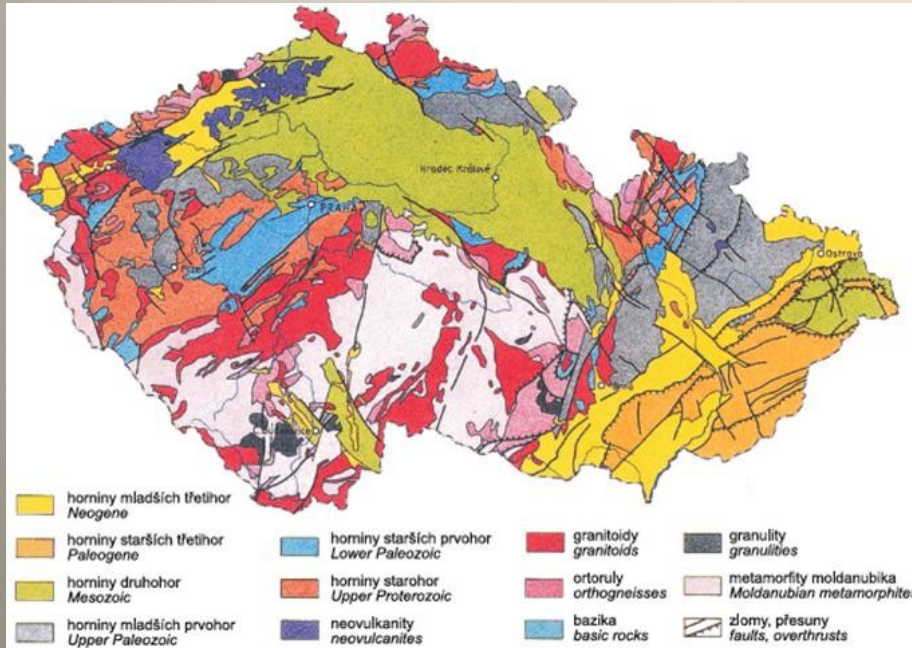 Hradec Králové
PRAHA
Ostrava
horniny mladších třetihor
Neogene
horniny starších třetihor
Paleogene
horniny druhohor
Mesozoic
horniny mladších prvohor
Upper Paleozoic
horniny starších prvohor
Lower Paleozoic
horniny starohor
Upper Proterozoic
neovulkanity
neovulcanites
granitoidy
granitoids
ortoruly
orthogneisses
bazika
basic rocks
granulity
granulities
metamorfity moldanubika
Moldanubian metamorphites
zlomy, přesuny
faults, overthrusts